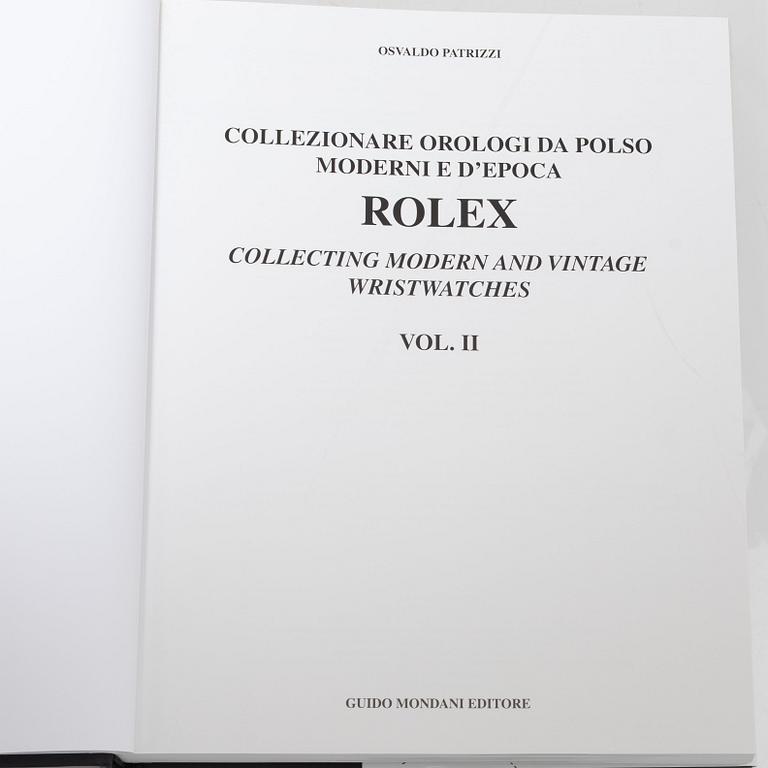 OSVALDO PATRIZZI
COLLEZIONARE OROLOGI DA POLSO
MODERNI E D'EPOCA
ROLEX
COLLECTING MODERN AND VINTAGE
WRISTWATCHES
VOL. II
GUIDO MONDANI EDITORE